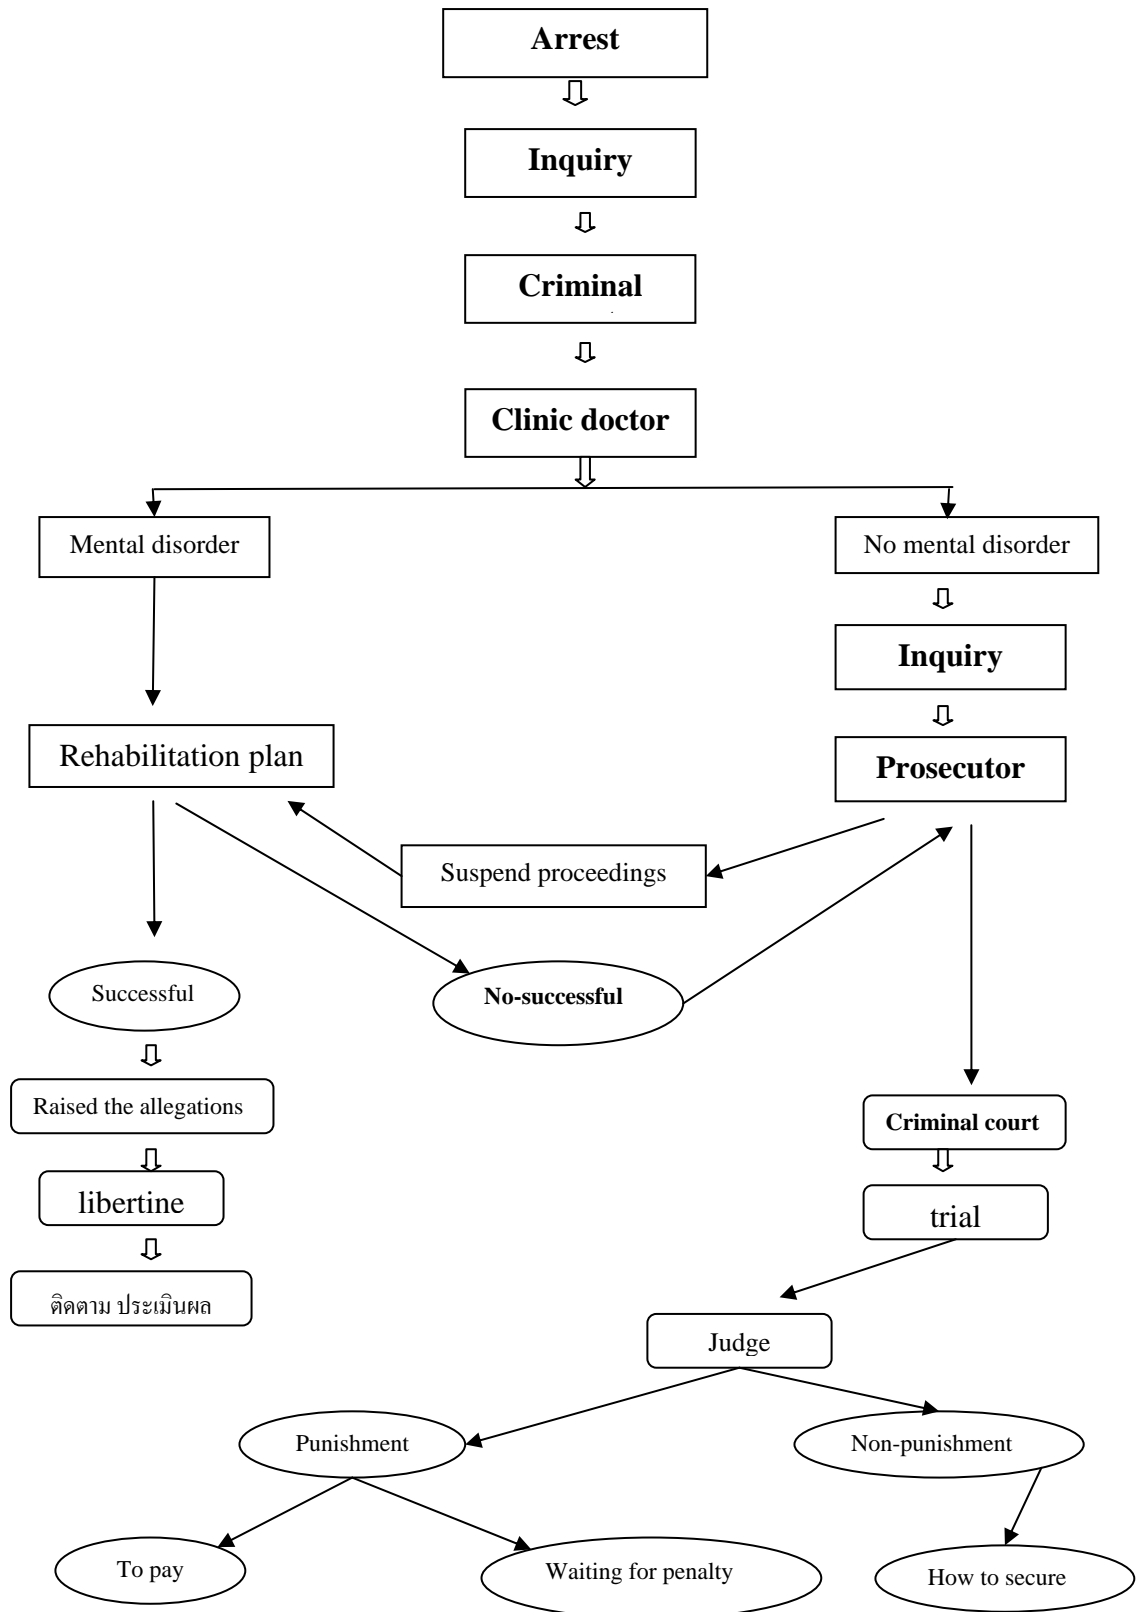 Arrest
Inquiry
Criminal
Clinic doctor
Mental disorder
No mental disorder
Inquiry
Rehabilitation plan
Prosecutor
Suspend proceedings
Successful
No-successful
Raised the allegations
Criminal court
libertine
trial
ติดตาม ประเมินผล
Judge
Punishment
Non-punishment
To pay
Waiting for penalty
How to secure